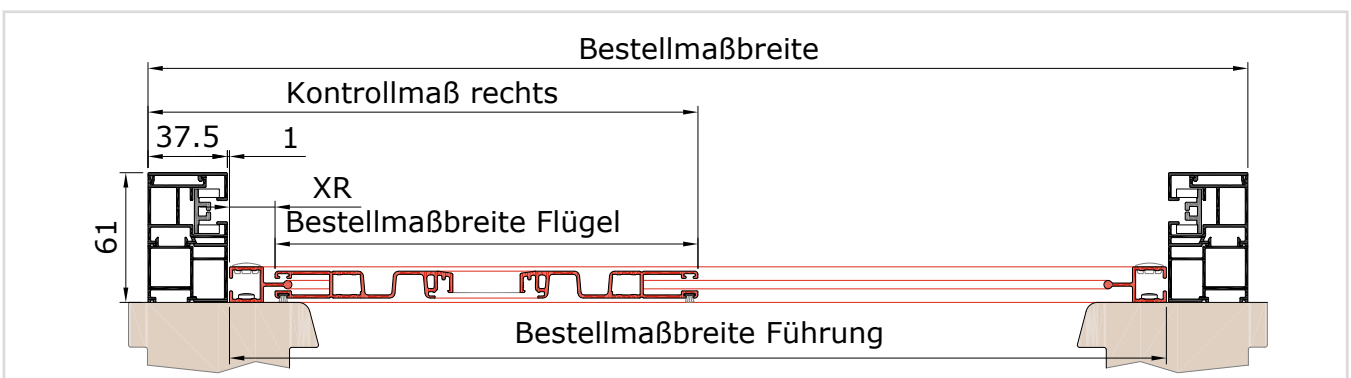 Bestellmaßbreite
Kontrollmaß rechts
37.5
1
XR
Bestellmaßbreite Flügel
61
Bestellmaßbreite Führung